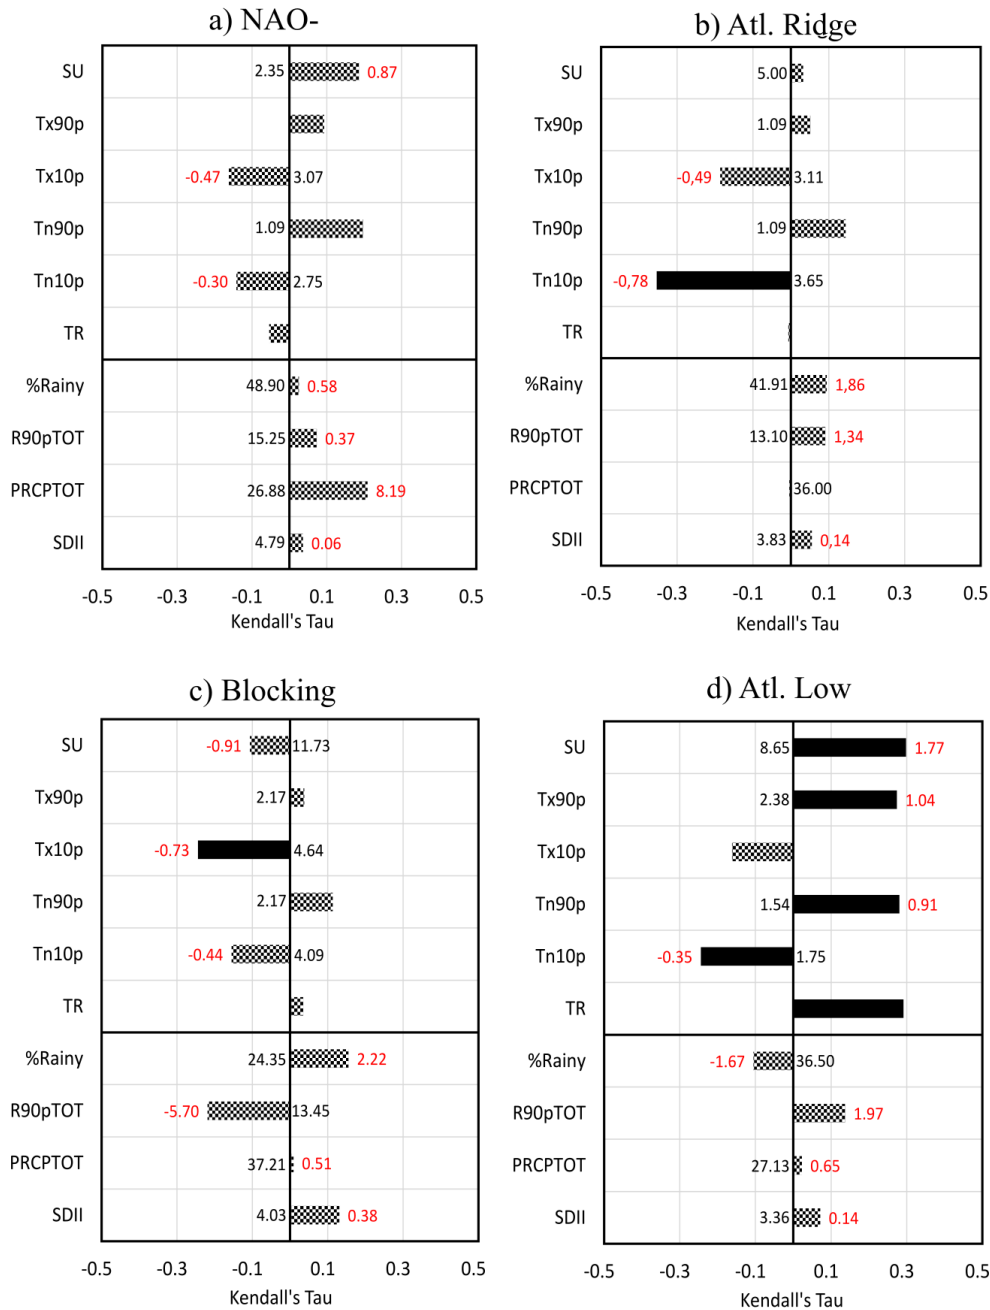 a) NAO-
SU 2.35 0.87
Tx90p
Tx10p -0.47 3.07
Tn90p 1.09
Tn10p -0.30 2.75
TR
%Rainy 48.90 0.58
R90pTOT 15.25 0.37
PRCPTOT 26.88 8.19
SDII 4.79 0.06
-0.5 -0.3 -0.1 0.1 0.3 0.5
Kendall's Tau
b) Atl. Ridge
SU 5.00
Tx90p 1.09
Tx10p -0,49 3.11
Tn90p 1.09
Tn10p -0,78 3.65
TR
%Rainy 41.91 1,86
R90pTOT 13.10 1,34
PRCPTOT 36.00
SDII 3.83 0,14
-0.5 -0.3 -0.1 0.1 0.3 0.5
Kendall's Tau
c) Blocking
SU -0.91 11.73
Tx90p 2.17
Tx10p -0.73 4.64
Tn90p 2.17
Tn10p -0.44 4.09
TR
%Rainy 24.35 2.22
R90pTOT -5.70 13.45
PRCPTOT 37.21 0.51
SDII 4.03 0.38
-0.5 -0.3 -0.1 0.1 0.3 0.5
Kendall's Tau
d) Atl. Low
SU 8.65 1.77
Tx90p 2.38 1.04
Tx10p
Tn90p 1.54 0.91
Tn10p -0.35 1.75
TR
%Rainy -1.67 36.50
R90pTOT 1.97
PRCPTOT 27.13 0.65
SDII 3.36 0.14
-0.5 -0.3 -0.1 0.1 0.3 0.5
Kendall's Tau